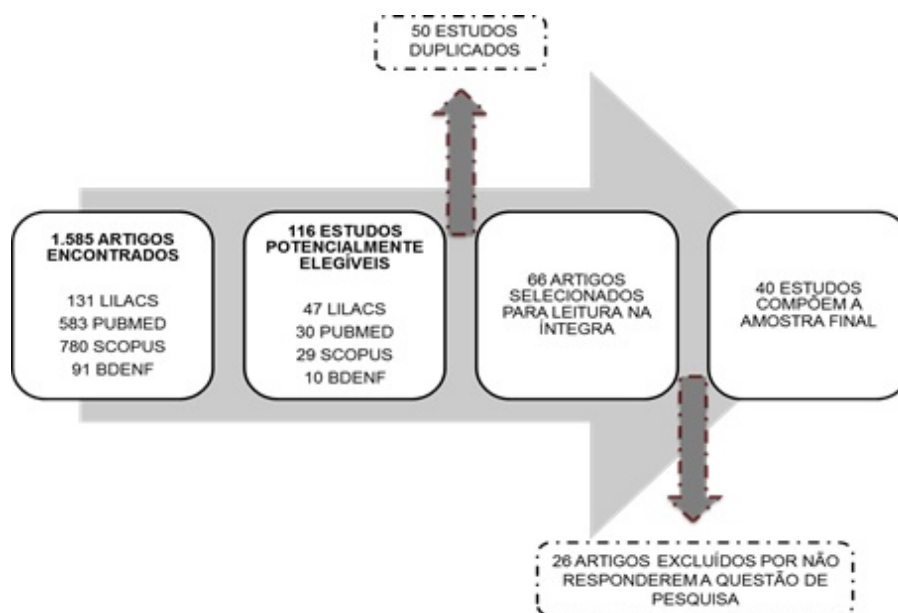 50 ESTUDOS
DUPLICADOS
1.585 ARTIGOS
ENCONTRADOS
131 LILACS
583 PUBMED
780 SCOPUS
91 BDENF
116 ESTUDOS
POTENCIALMENTE
ELEGÍVEIS
47 LILACS
30 PUBMED
29 SCOPUS
10 BDENF
66 ARTIGOS
SELECIONADOS
PARA LEITURA NA
ÍNTEGRA
40 ESTUDOS
COMPÕEM A
AMOSTRA FINAL
26 ARTIGOS EXCLUÍDOS POR NÃO
RESPONDEREM A QUESTÃO DE
PESQUISA